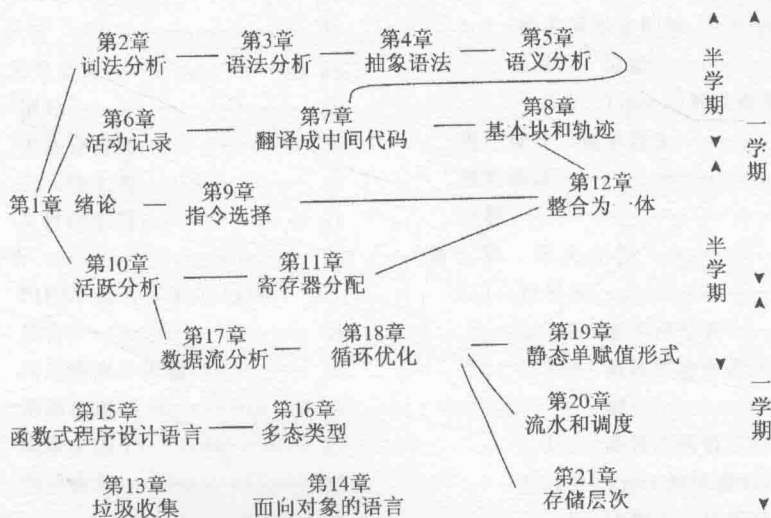 第2章 第3章 第4章 第5章
词法分析 语法分析 抽象语法 语义分析
第6章 第7章 第8章
活动记录 翻译成中间代码 基本块和轨迹
第9章 第12章
第1章 绪论 指令选择 整合为 体
第10章 第11章
活跃分析 寄存器分配
第17章 第18章 第19章
数据流分析 循环优化 静态单赋值形式
第15章 第16章 第20章
函数式程序设计语言 多态类型 流水和调度
第13章 第14章 第21章
垃圾收集 面向对象的语言 存储层次
半学期
半学期
一学期
一学期